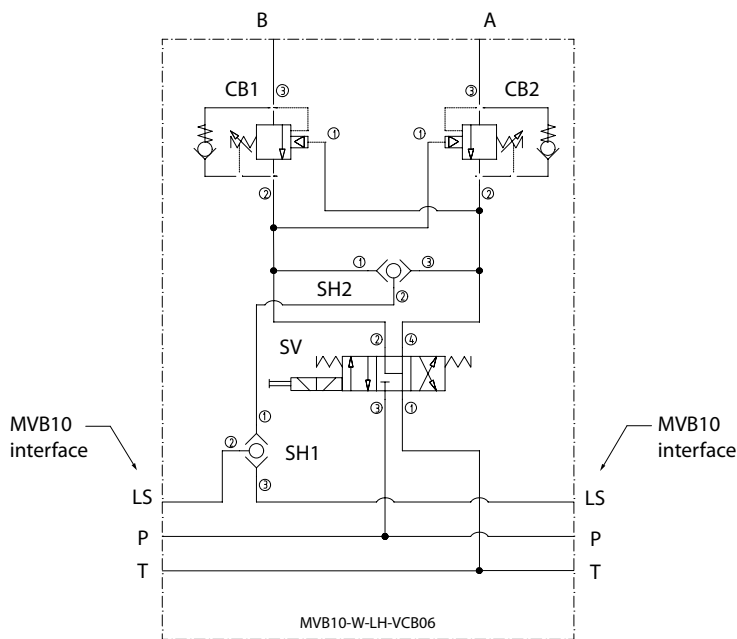 B A
CB1 ③ ③ CB2
① ①
② ②
① ③
SH2 ②
SV ② ④
③ ①
MVB10
interface
①
②
SH1
③
MVB10
interface
LS LS
P P
T T
MVB10-W-LH-VCB06